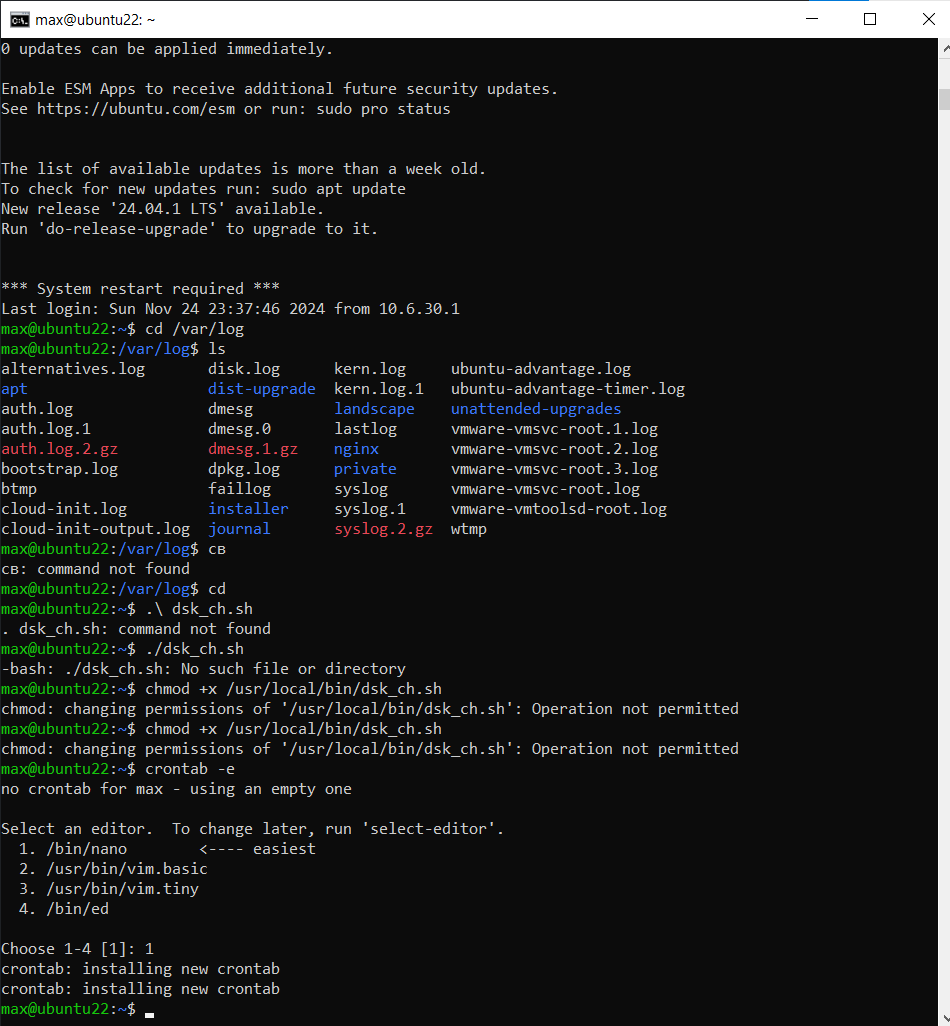 max@ubuntu22: ~
0 updates can be applied immediately.
Enable ESM Apps to receive additional future security updates.
See https://ubuntu.com/esm or run: sudo pro status
The list of available updates is more than a week old.
To check for new updates run: sudo apt update
New release '24.04.1 LTS' available.
Run 'do-release-upgrade' to upgrade to it.
*** System restart required ***
Last login: Sun Nov 24 23:37:46 2024 from 10.6.30.1
max@ubuntu22:~$ cd /var/log
max@ubuntu22:/var/log$ ls
alternatives.log disk.log kern.log ubuntu-advantage.log
apt dist-upgrade kern.log.1 ubuntu-advantage-timer.log
auth.log dmesg landscape unattended-upgrades
auth.log.1 dmesg.0 lastlog vmware-vmsvc-root.1.log
auth.log.2.gz dmesg.1.gz nginx vmware-vmsvc-root.2.log
bootstrap.log dpkg.log private vmware-vmsvc-root.3.log
btmp faillog syslog vmware-vmsvc-root.log
cloud-init.log installer syslog.1 vmware-vmtoolsd-root.log
cloud-init-output.log journal syslog.2.gz wtmp
max@ubuntu22:/var/log$ св
св: command not found
max@ubuntu22:/var/log$ cd
max@ubuntu22:~$ .\ dsk_ch.sh
. dsk_ch.sh: command not found
max@ubuntu22:~$ ./dsk_ch.sh
-bash: ./dsk_ch.sh: No such file or directory
max@ubuntu22:~$ chmod +x /usr/local/bin/dsk_ch.sh
chmod: changing permissions of '/usr/local/bin/dsk_ch.sh': Operation not permitted
max@ubuntu22:~$ chmod +x /usr/local/bin/dsk_ch.sh
chmod: changing permissions of '/usr/local/bin/dsk_ch.sh': Operation not permitted
max@ubuntu22:~$ crontab -e
no crontab for max - using an empty one
Select an editor.  To change later, run 'select-editor'.
1. /bin/nano        <---- easiest
2. /usr/bin/vim.basic
3. /usr/bin/vim.tiny
4. /bin/ed
Choose 1-4 [1]: 1
crontab: installing new crontab
crontab: installing new crontab
max@ubuntu22:~$